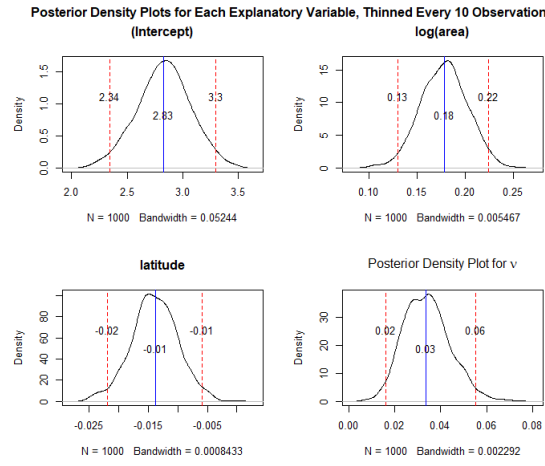 Posterior Density Plots for Each Explanatory Variable, Thinned Every 10 Observation
(Intercept)
log(area)
Density
0.0 0.5 1.0 1.5
2.34
2.83
3.3
2.0 2.5 3.0 3.5
N = 1000 Bandwidth = 0.05244
Density
0 5 10 15
0.13
0.18
0.22
0.10 0.15 0.20 0.25
N = 1000 Bandwidth = 0.005467
latitude
Density
0 20 40 60 80
-0.02
-0.01
-0.01
-0.025 -0.015 -0.005
N = 1000 Bandwidth = 0.0008433
Posterior Density Plot for ν
Density
0 10 20 30
0.02
0.03
0.06
0.00 0.02 0.04 0.06 0.08
N = 1000 Bandwidth = 0.002292